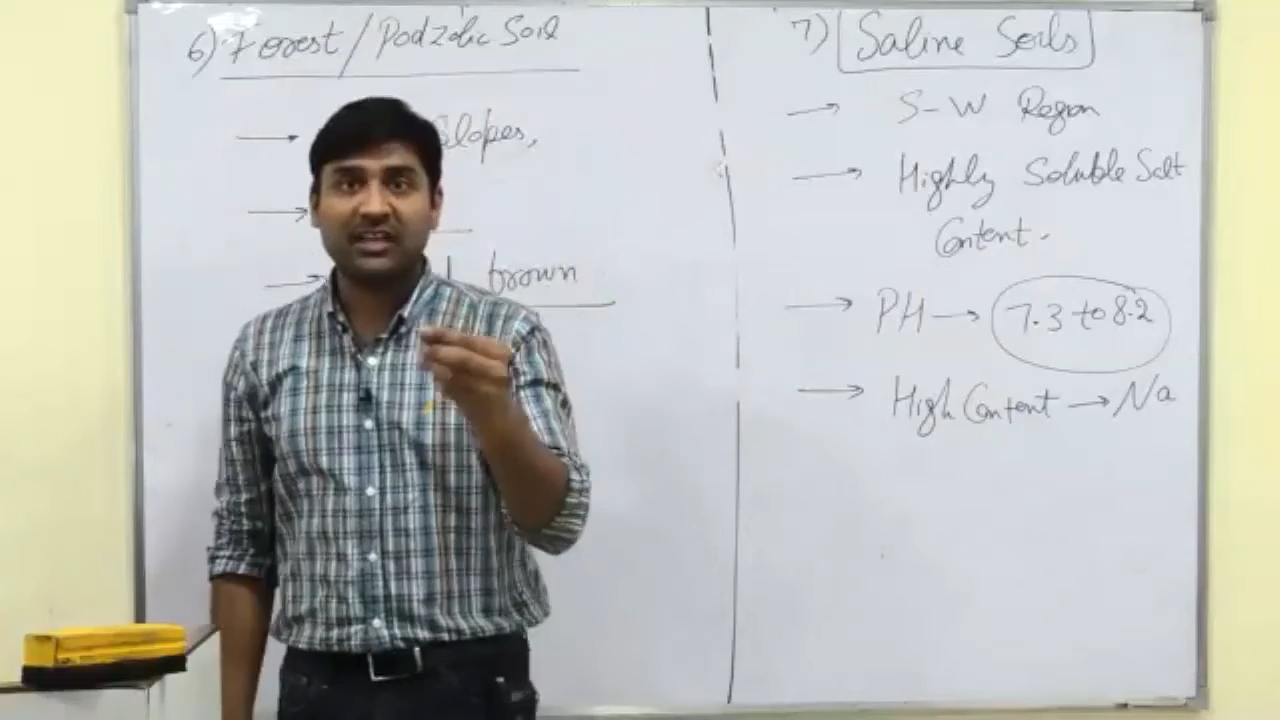 6) Forest/Podzolic Soil
Slopes,
brown
7) Saline Soils
S-W Region
Highly Soluble Salt
Content.
PH → 7.3 to 8.2
High Content → Na